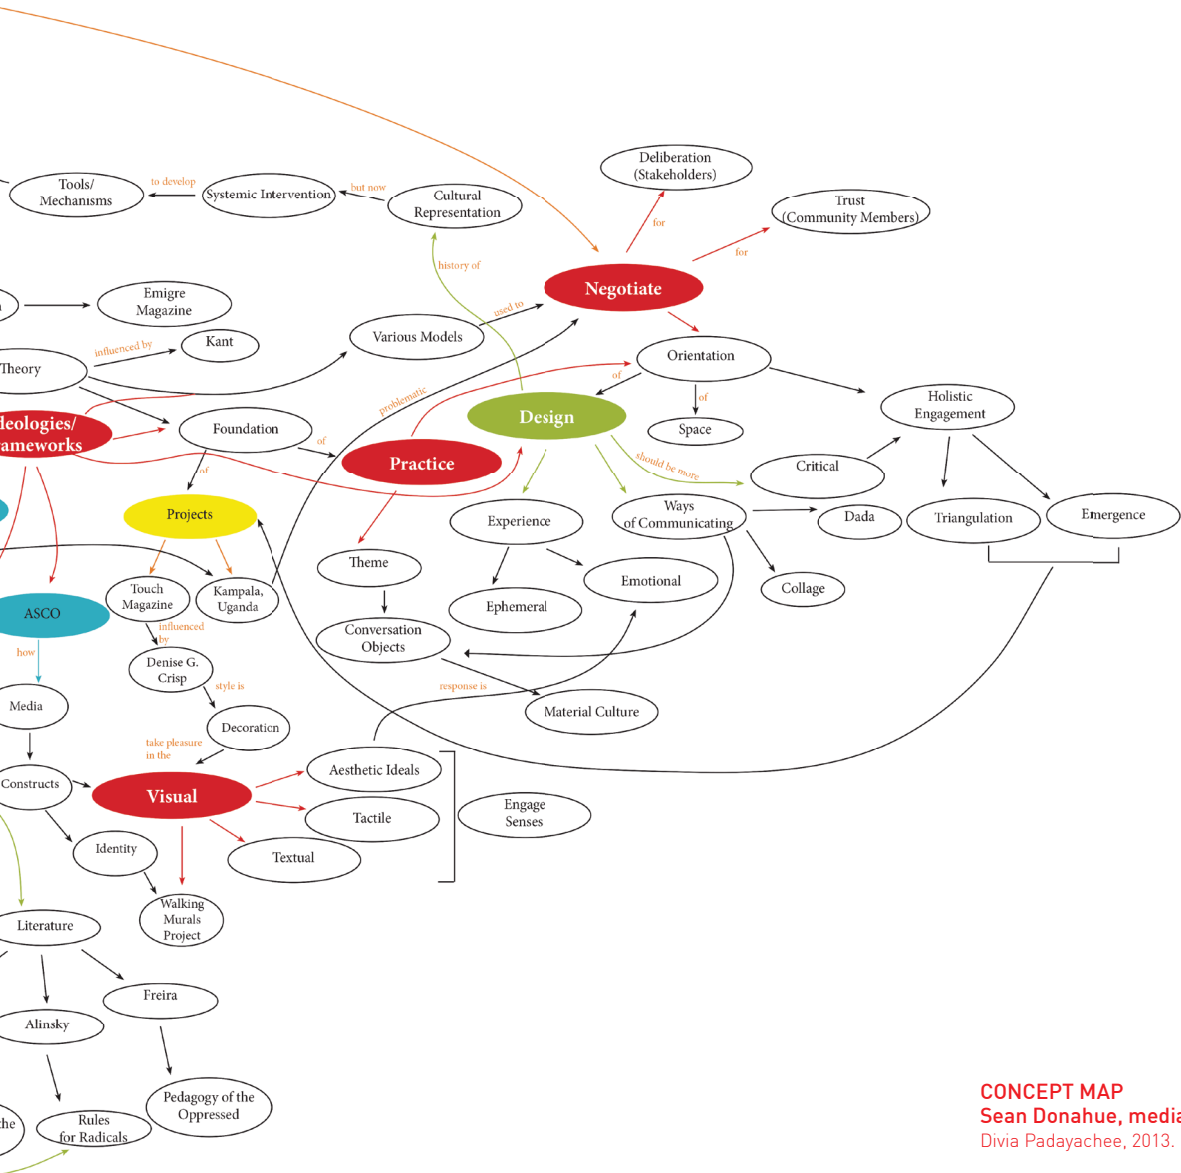 Deliberation
(Stakeholders)
Tools/
Mechanisms
to develop
Systemic Intervention
but now
Cultural
Representation
Trust
(Community Members)
for
for
history of
Negotiate
Emigre
Magazine
used to
Various Models
influenced by
Kant
Theory
Orientation
of
of
problematic
Holistic
Engagement
deologies/
rameworks
Foundation
of
Design
Space
Practice
should be more
Critical
of
Projects
Experience
Ways
of Communicating
Dada
Triangulation
Emergence
Theme
Emotional
Touch
Magazine
Kampala,
Uganda
Collage
ASCO
Ephemeral
influenced
by
Conversation
Objects
how
Denise G.
Crisp
style is
response is
Media
Material Culture
Decoration
take pleasure
in the
Aesthetic Ideals
Constructs
Visual
Engage
Senses
Tactile
Identity
Textual
Walking
Murals
Project
Literature
Freira
Alinsky
Pedagogy of the
Oppressed
the
Rules
for Radicals
CONCEPT MAP
Sean Donahue, media
Divia Padayachee, 2013.